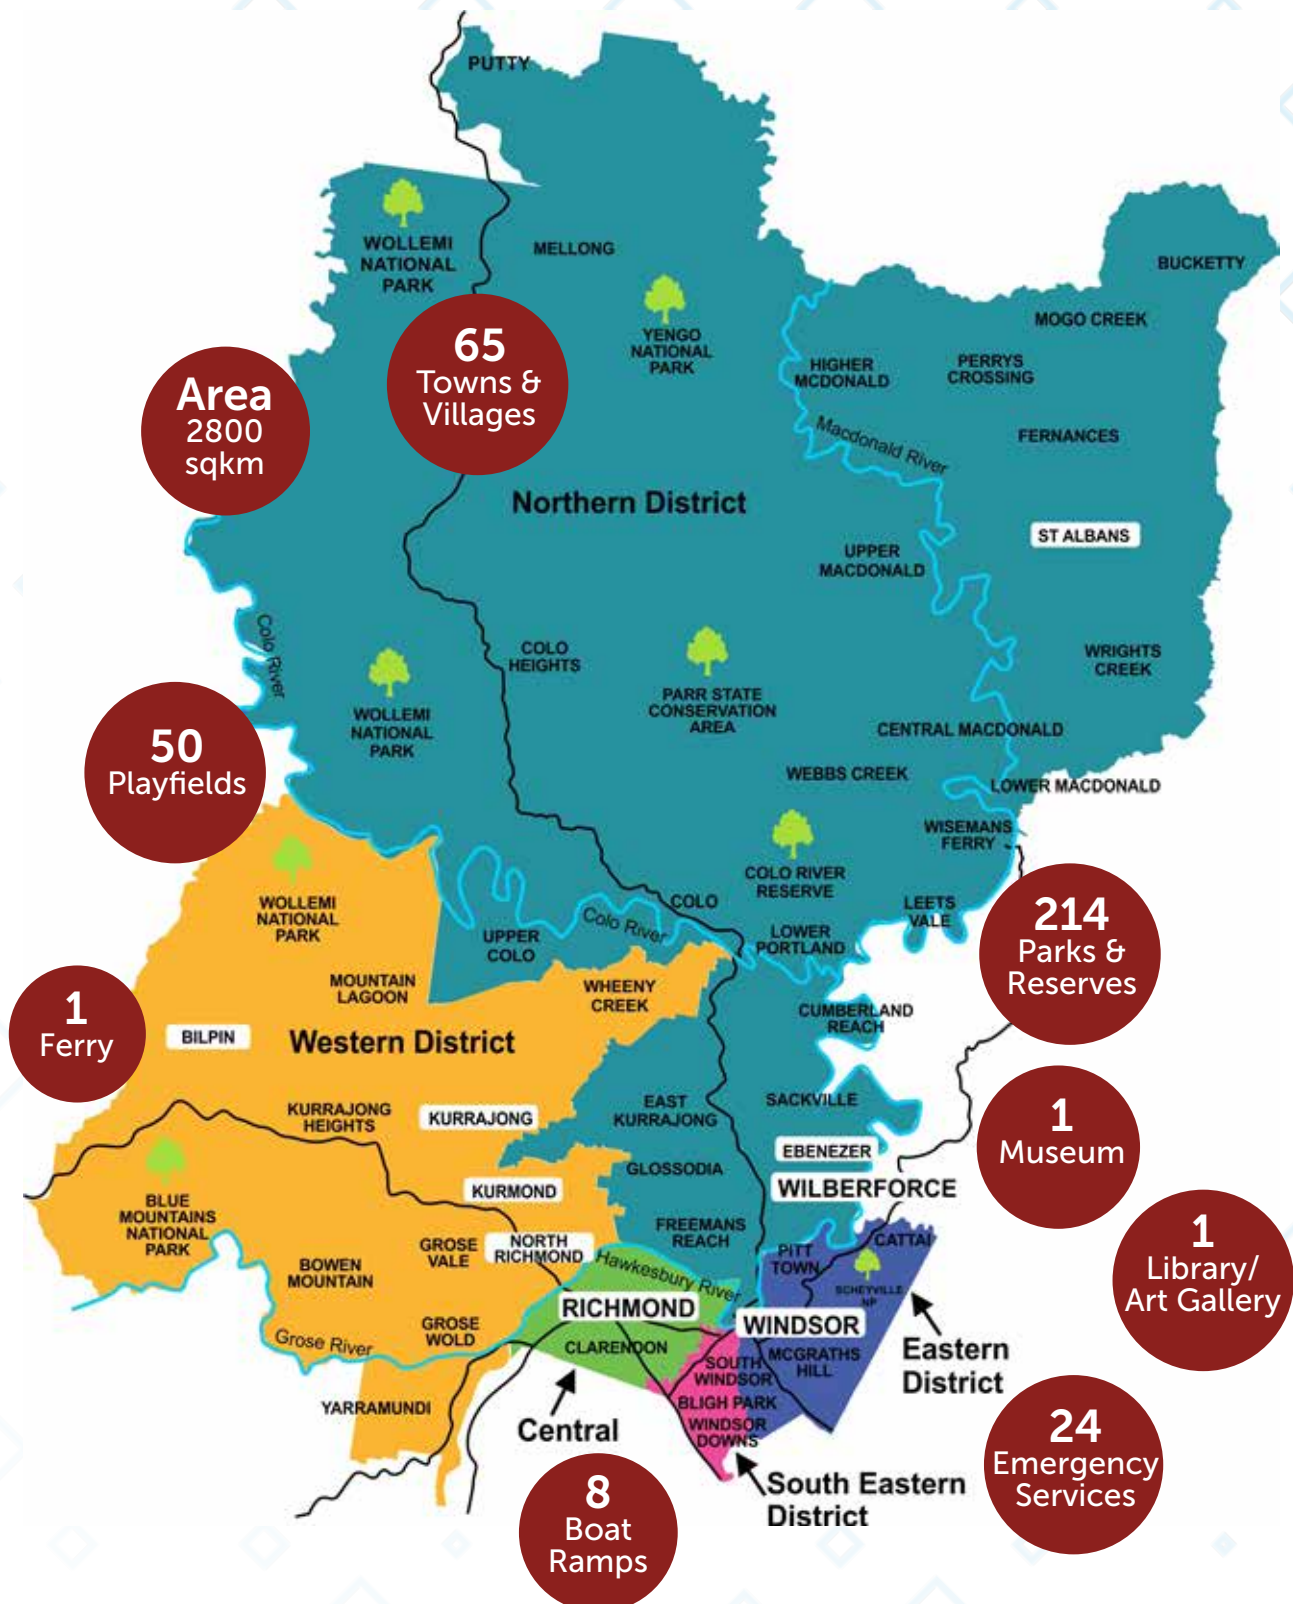 PUTTY
WOLLEMI
NATIONAL
PARK
MELLONG
BUCKETTY
YENGO
NATIONAL
PARK
MOGO CREEK
65
Towns &
Villages
HIGHER
MCDONALD
PERRYS
CROSSING
Area
2800
sqkm
Macdonald River
FERNANCES
Northern District
ST ALBANS
UPPER
MACDONALD
Colo River
COLO
HEIGHTS
WRIGHTS
CREEK
PARR STATE
CONSERVATION
AREA
WOLLEMI
NATIONAL
PARK
CENTRAL MACDONALD
50
Playfields
WEBBS CREEK
LOWER MACDONALD
WISEMANS
FERRY
COLO RIVER
RESERVE
WOLLEMI
NATIONAL
PARK
COLO
LEETS
VALE
214
Parks &
Reserves
Colo River
UPPER
COLO
LOWER
PORTLAND
MOUNTAIN
LAGOON
WHEENY
CREEK
1
Ferry
CUMBERLAND
REACH
BILPIN
Western District
KURRAJONG
HEIGHTS
KURRAJONG
EAST
KURRAJONG
SACKVILLE
1
Museum
EBENEZER
GLOSSODIA
KURMOND
WILBERFORCE
BLUE
MOUNTAINS
NATIONAL
PARK
FREEMANS
REACH
GROSE
VALE
NORTH
RICHMOND
PITT
TOWN
CATTAI
1
Library/
Art Gallery
BOWEN
MOUNTAIN
Hawkesbury River
SCHEYVILLE
NP
RICHMOND
WINDSOR
GROSE
WOLD
Grose River
CLARENDON
SOUTH
WINDSOR
MCGRATHS
HILL
Eastern
District
YARRAMUNDI
BLIGH PARK
WINDSOR
DOWNS
Central
24
Emergency
Services
South Eastern
District
8
Boat
Ramps